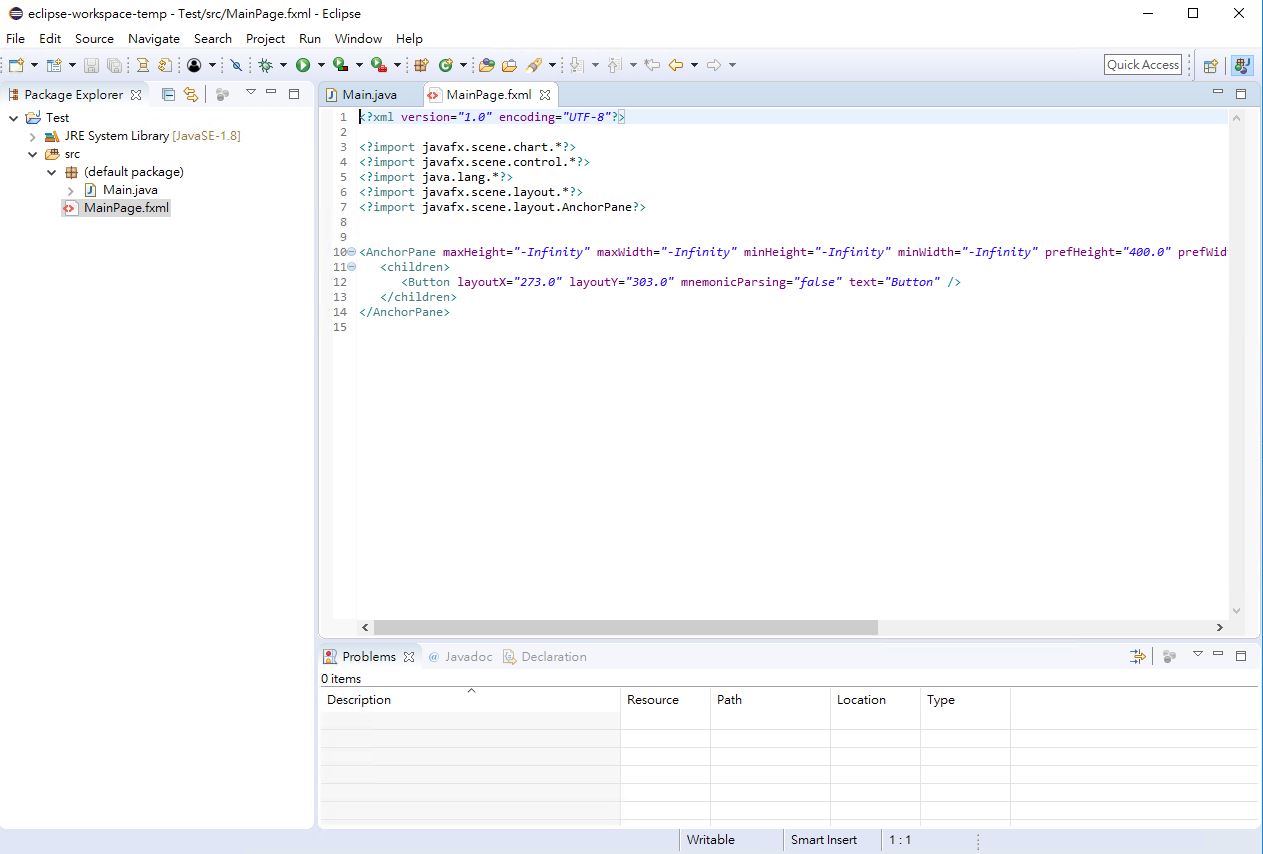 eclipse-workspace-temp - Test/src/MainPage.fxml - Eclipse
File Edit Source Navigate Search Project Run Window Help
Quick Access
Package Explorer
Test
JRE System Library [JavaSE-1.8]
src
(default package)
Main.java
MainPage.fxml
Main.java MainPage.fxml
1 <?xml version="1.0" encoding="UTF-8"?>
2
3 <?import javafx.scene.chart.*?>
4 <?import javafx.scene.control.*?>
5 <?import java.lang.*?>
6 <?import javafx.scene.layout.*?>
7 <?import javafx.scene.layout.AnchorPane?>
8
9
10 <AnchorPane maxHeight="-Infinity" maxWidth="-Infinity" minHeight="-Infinity" minWidth="-Infinity" prefHeight="400.0" prefWid
11 <children>
12 <Button layoutX="273.0" layoutY="303.0" mnemonicParsing="false" text="Button" />
13 </children>
14 </AnchorPane>
15
Problems @ Javadoc Declaration
0 items
Description Resource Path Location Type
Writable Smart Insert 1 : 1